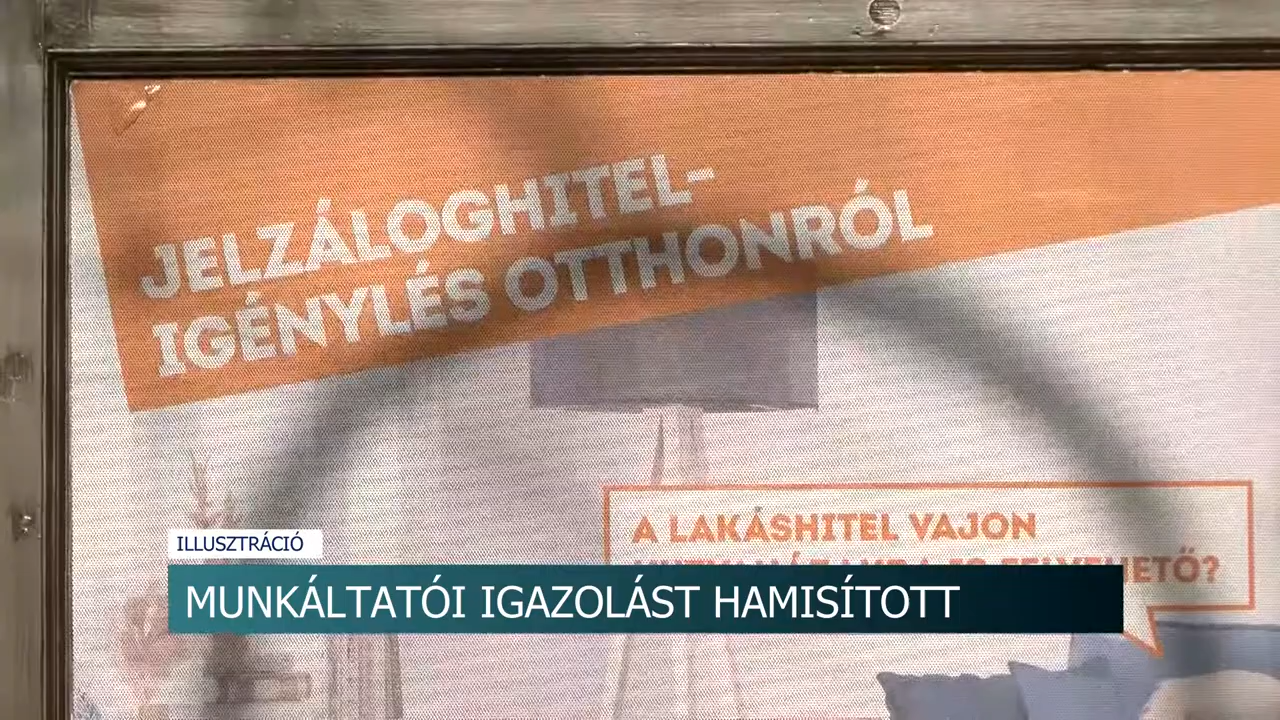 JELZÁLOGHITEL-
IGÉNYLÉS OTTHONRÓL
A LAKÁSHITEL VAJON
ILLUSZTRÁCIÓ
MUNKÁLTATÓI IGAZOLÁST HAMISÍTOTT